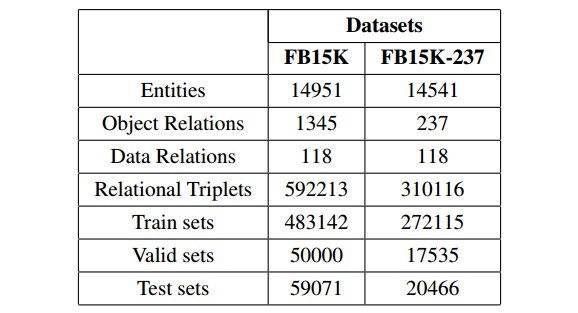 Datasets
FB15K FB15K-237
Entities 14951 14541
Object Relations 1345 237
Data Relations 118 118
Relational Triplets 592213 310116
Train sets 483142 272115
Valid sets 50000 17535
Test sets 59071 20466